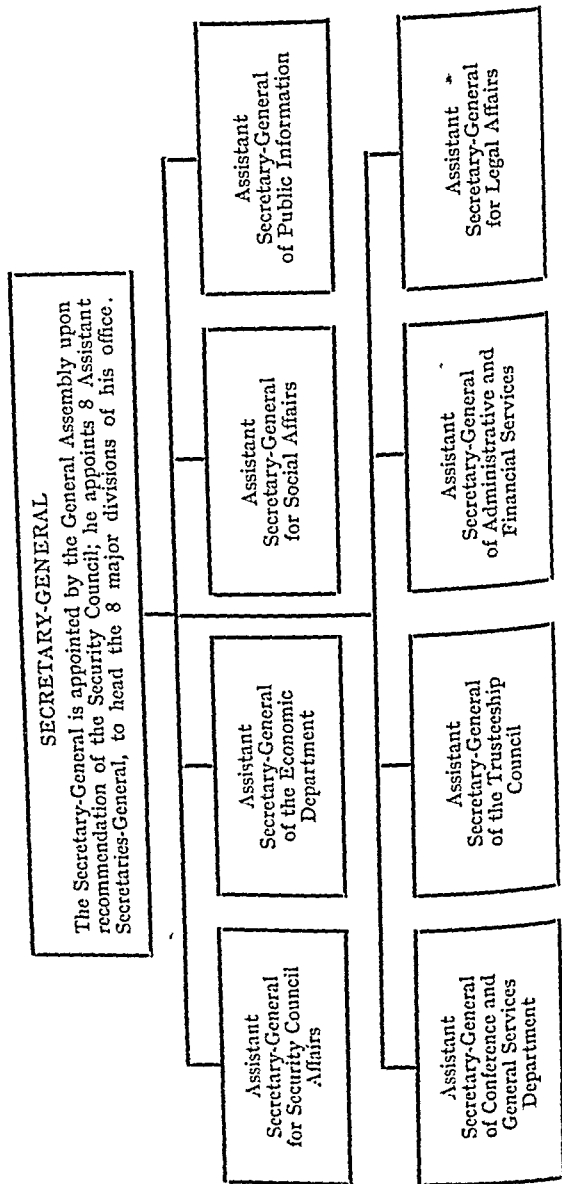 SECRETARY-GENERAL
The Secretary-General is appointed by the General Assembly upon
recommendation of the Security Council; he appoints 8 Assistant
Secretaries-General, to head the 8 major divisions of his office.
Assistant
Secretary-General
for Security Council
Affairs
Assistant
Secretary-General
of the Economic
Department
Assistant
Secretary-General
for Social Affairs
Assistant
Secretary-General
of Public Information
Assistant
Secretary-General
of Conference and
General Services
Department
Assistant
Secretary-General
of the Trusteeship
Council
Assistant
Secretary-General
of Administrative and
Financial Services
Assistant
Secretary-General
for Legal Affairs